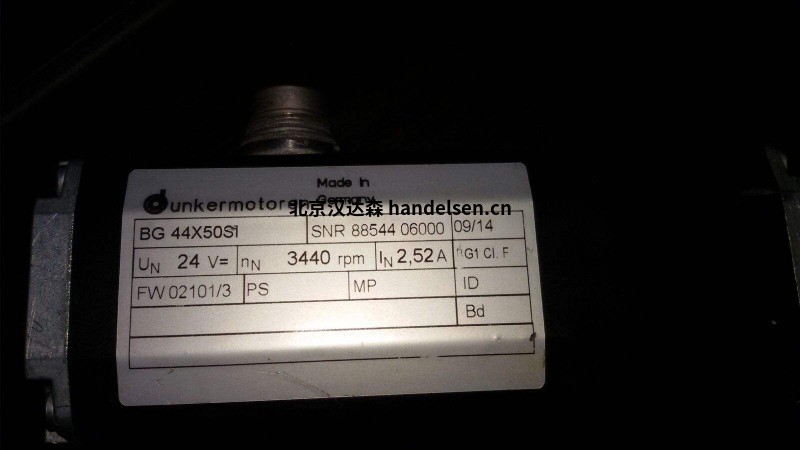 Made In
dunkermotoren Germany
北京汉达森 handelsen.cn
BG 44X50SI SNR 88544 06000 09/14
UN 24 V= nN 3440 rpm IN 2,52 A G1 Cl. F
FW 02101/3 PS MP ID
Bd